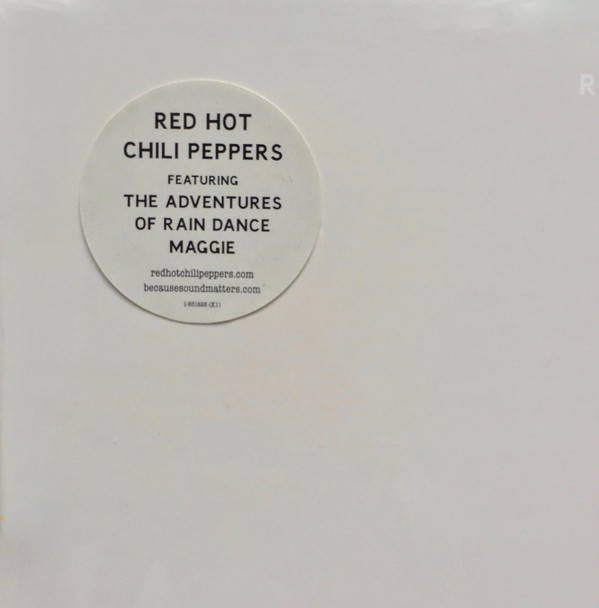 RED HOT
CHILI PEPPERS
FEATURING
THE ADVENTURES
OF RAIN DANCE
MAGGIE
redhotchilipeppers.com
becausesoundmatters.com
R